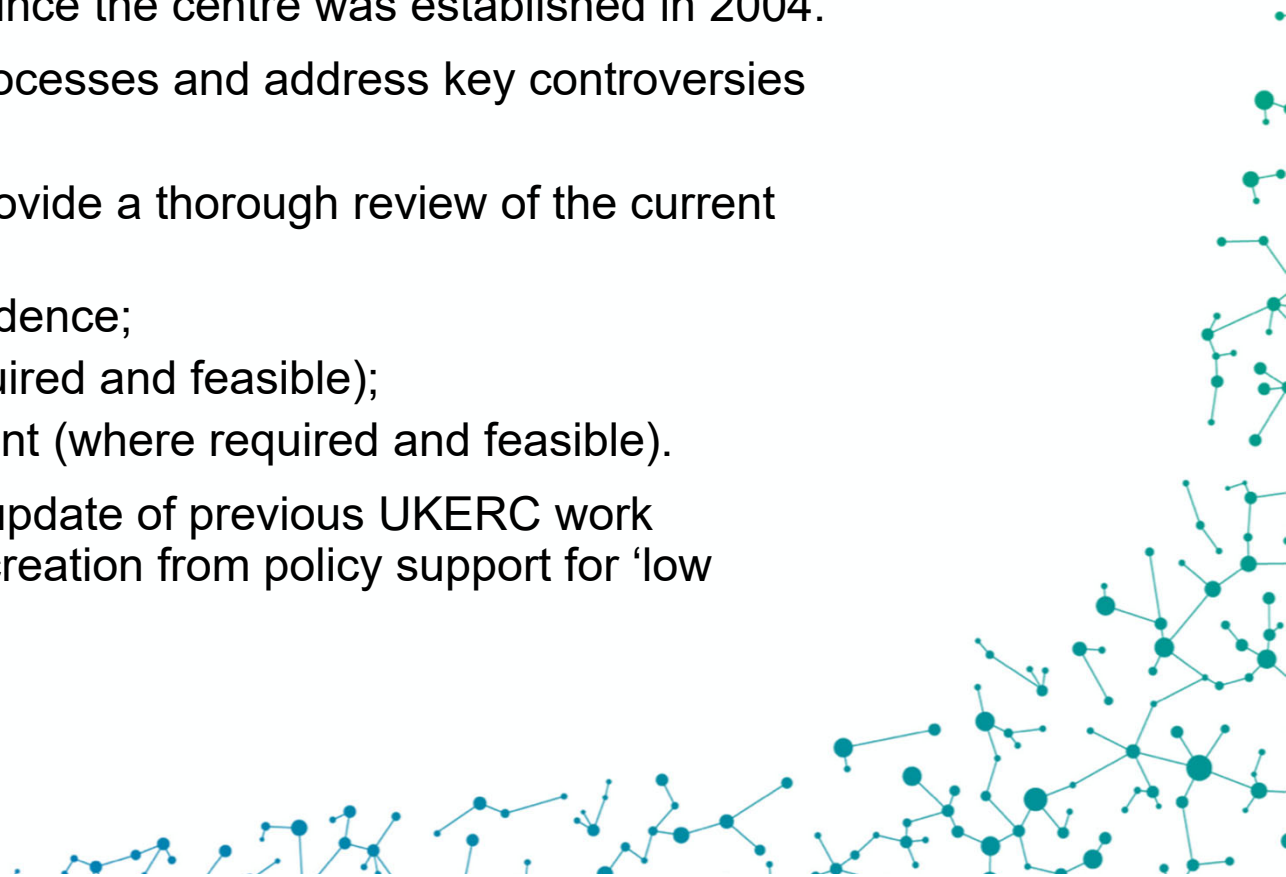 ince the centre was established in 2004.
ocesses and address key controversies
ovide a thorough review of the current
dence;
uired and feasible);
nt (where required and feasible).
update of previous UKERC work
creation from policy support for ‘low